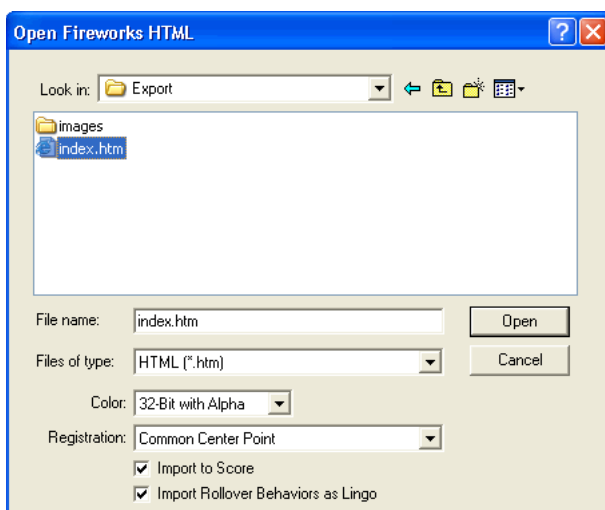 Open Fireworks HTML
Look in: Export
images
index.htm
File name: index.htm Open
Files of type: HTML (*.htm) Cancel
Color: 32-Bit with Alpha
Registration: Common Center Point
Import to Score
Import Rollover Behaviors as Lingo